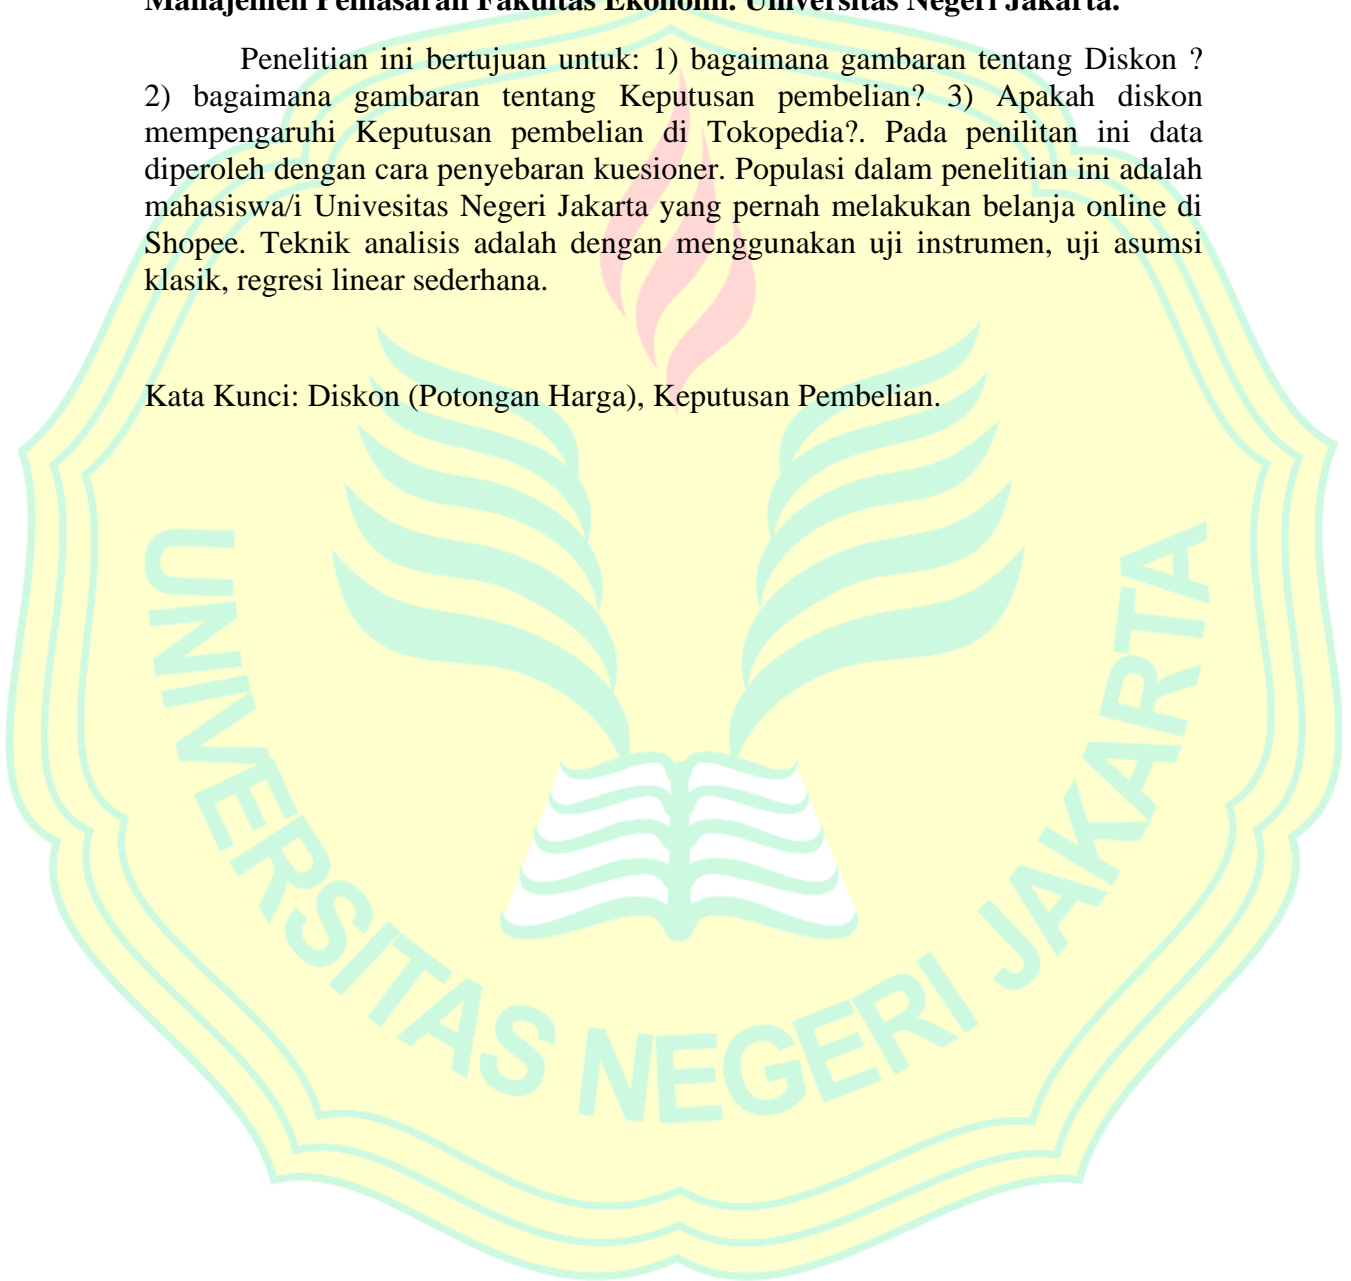 Manajemen Pemasaran Fakultas Ekonomi. Universitas Negeri Jakarta.
Penelitian ini bertujuan untuk: 1) bagaimana gambaran tentang Diskon ?
2) bagaimana gambaran tentang Keputusan pembelian? 3) Apakah diskon
mempengaruhi Keputusan pembelian di Tokopedia?. Pada penilitan ini data
diperoleh dengan cara penyebaran kuesioner. Populasi dalam penelitian ini adalah
mahasiswa/i Univesitas Negeri Jakarta yang pernah melakukan belanja online di
Shopee. Teknik analisis adalah dengan menggunakan uji instrumen, uji asumsi
klasik, regresi linear sederhana.
Kata Kunci: Diskon (Potongan Harga), Keputusan Pembelian.
UNIVERSITAS NEGERI JAKARTA